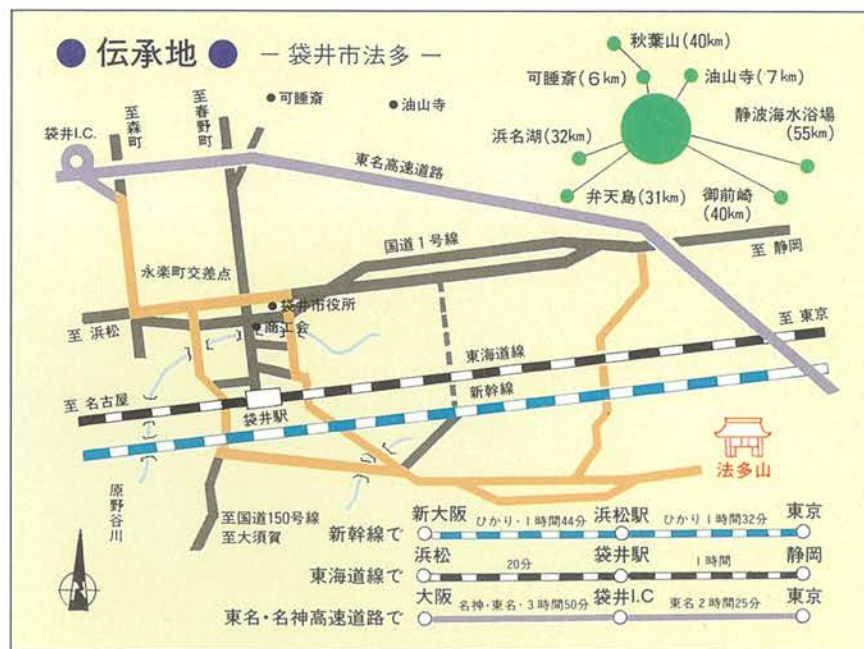 ● 伝承地 ● ― 袋井市法多 ―
秋葉山(40km)
可睡斎(6km)
油山寺(7km)
静波海水浴場(55km)
浜名湖(32km)
弁天島(31km)
御前崎(40km)
至森町
至春野町
可睡斎
油山寺
袋井I.C.
東名高速道路
国道1号線
至 静岡
永楽町交差点
袋井市役所
商工会
至 浜松
至 東京
東海道線
新幹線
至 名古屋
袋井駅
法多山
原野谷川
至国道150号線
至大須賀
N
新幹線で 新大阪 ひかり・1時間44分 浜松駅 ひかり1時間32分 東京
東海道線で 浜松 20分 袋井駅 1時間 静岡
東名・名神高速道路で 大阪 名神・東名・3時間50分 袋井I.C 東名2時間25分 東京